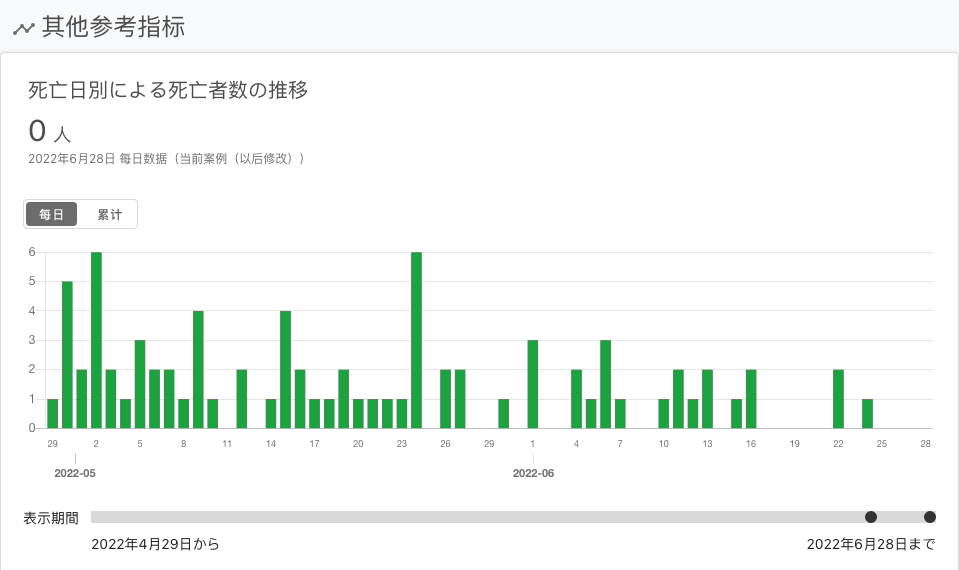 其他参考指标
死亡日別による死亡者数の推移
0 人
2022年6月28日 每日数据（当前案例（以后修改））
每日 累计
6
5
4
3
2
1
0
29 2 5 8 11 14 17 20 23 26 29 1 4 7 10 13 16 19 22 25 28
2022-05 2022-06
表示期間
2022年4月29日から 2022年6月28日まで